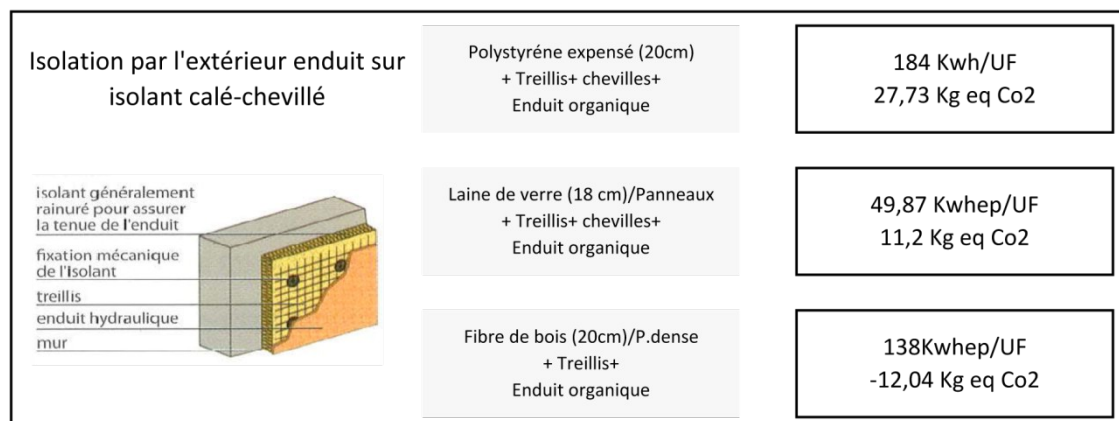 Isolation par l'extérieur enduit sur
isolant calé-chevillé
Polystyréne expensé (20cm)
+ Treillis+ chevilles+
Enduit organique
184 Kwh/UF
27,73 Kg eq Co2
isolant généralement
rainuré pour assurer
la tenue de l'enduit
fixation mécanique
de l'Isolant
treillis
enduit hydraulique
mur
Laine de verre (18 cm)/Panneaux
+ Treillis+ chevilles+
Enduit organique
49,87 Kwhep/UF
11,2 Kg eq Co2
Fibre de bois (20cm)/P.dense
+ Treillis+
Enduit organique
138Kwhep/UF
-12,04 Kg eq Co2